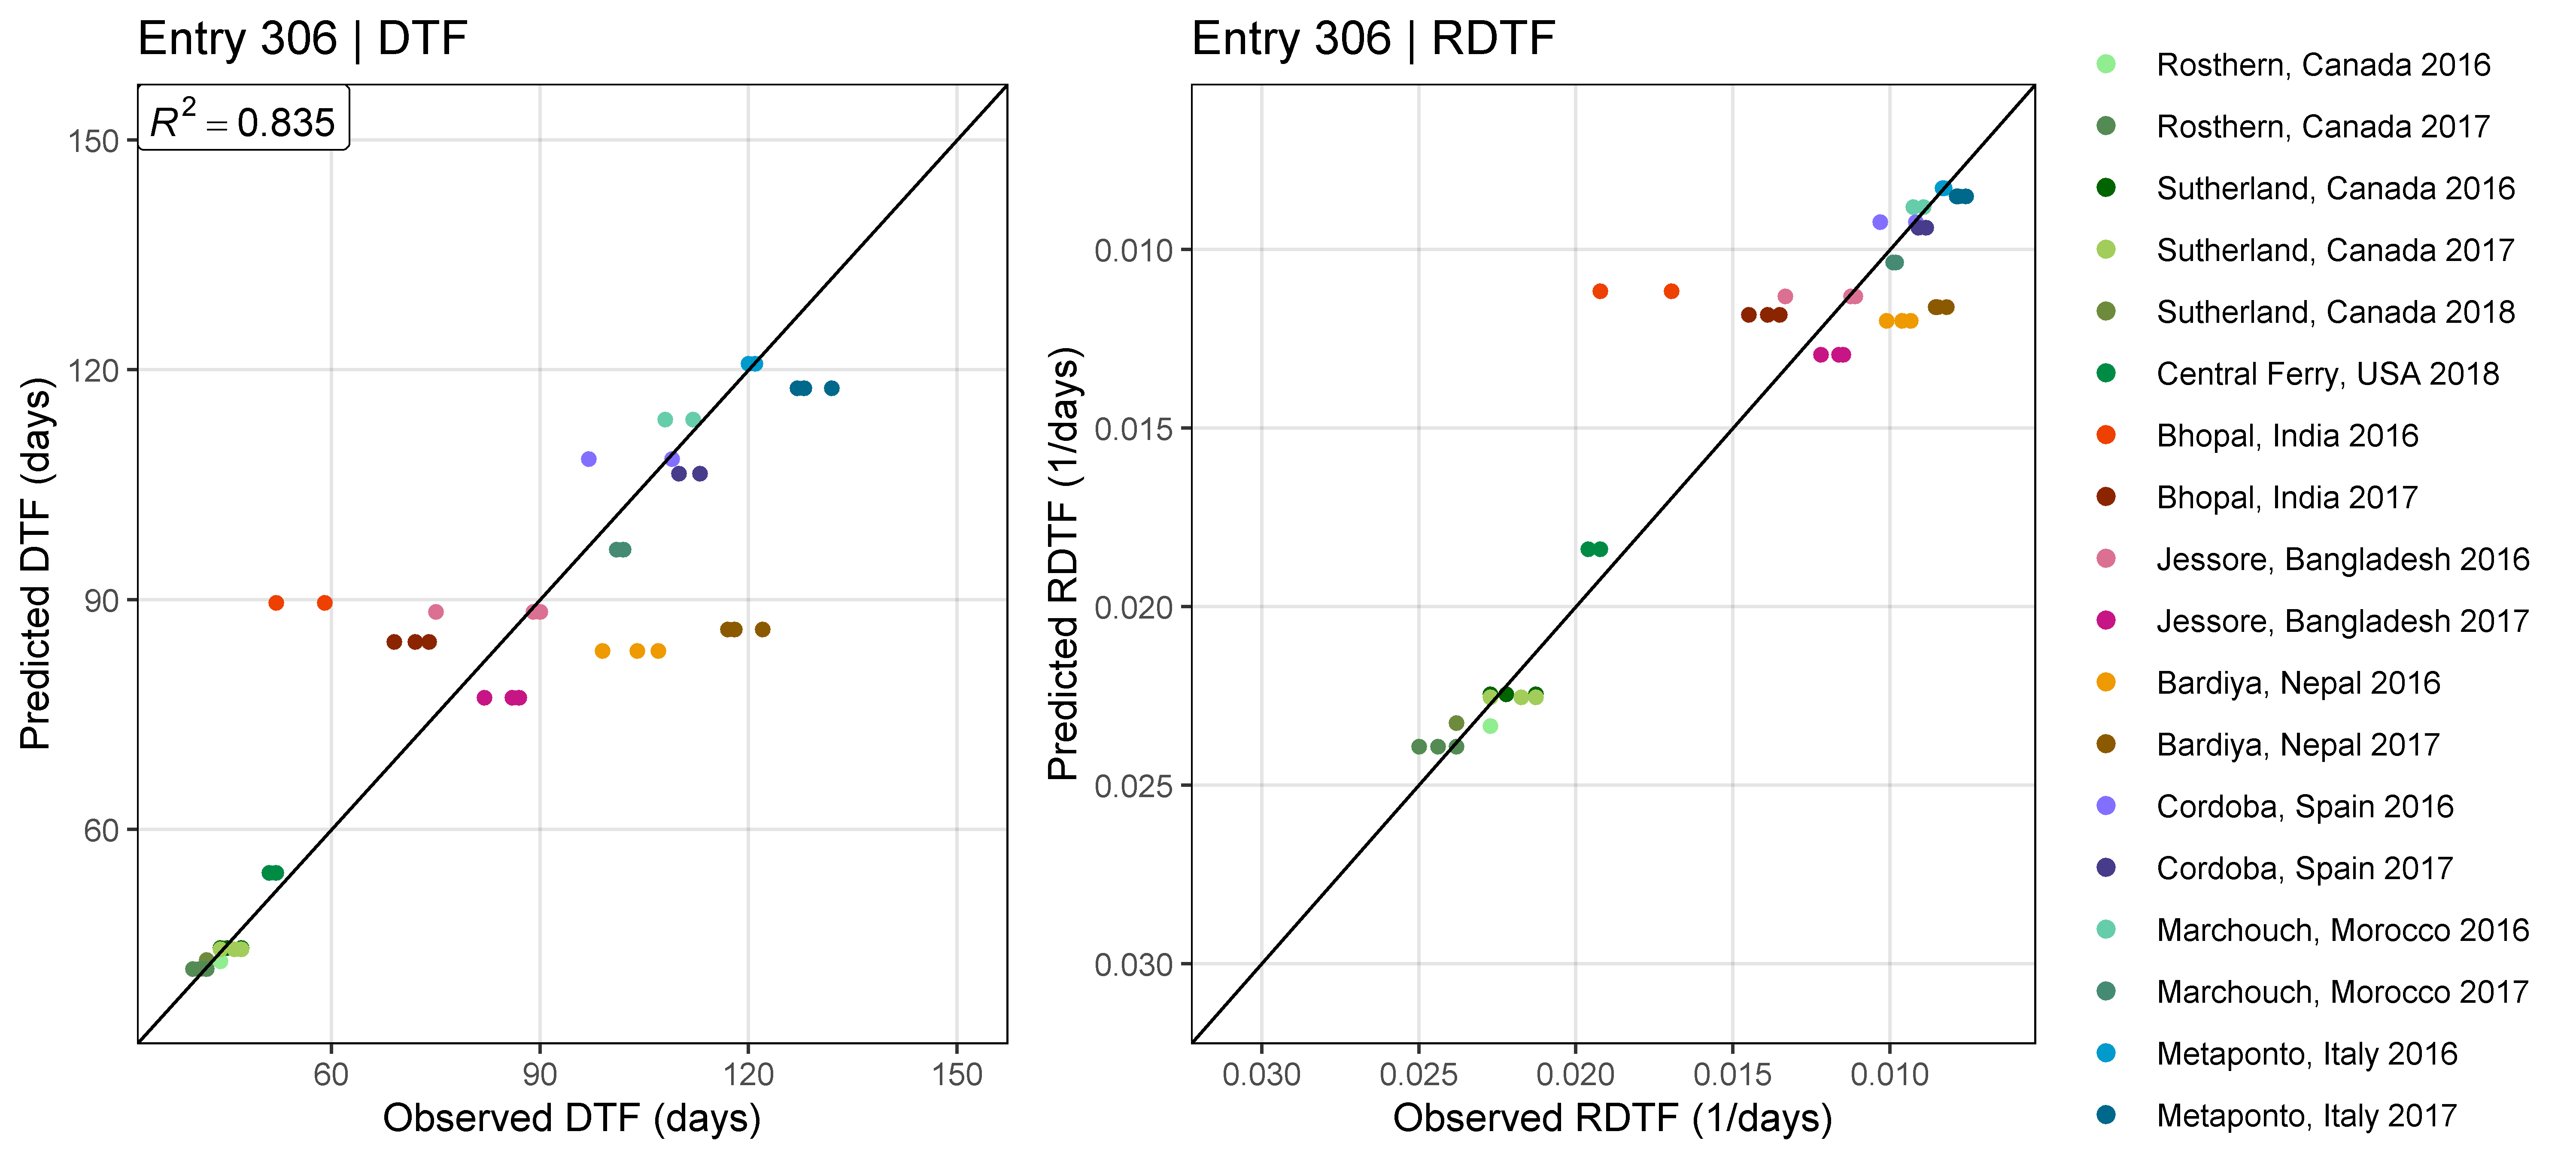 Entry 306 | DTF
R² = 0.835
150
120
90
60
Predicted DTF (days)
60 90 120 150
Observed DTF (days)
Entry 306 | RDTF
0.010
0.015
0.020
0.025
0.030
Predicted RDTF (1/days)
0.030 0.025 0.020 0.015 0.010
Observed RDTF (1/days)
Rosthern, Canada 2016
Rosthern, Canada 2017
Sutherland, Canada 2016
Sutherland, Canada 2017
Sutherland, Canada 2018
Central Ferry, USA 2018
Bhopal, India 2016
Bhopal, India 2017
Jessore, Bangladesh 2016
Jessore, Bangladesh 2017
Bardiya, Nepal 2016
Bardiya, Nepal 2017
Cordoba, Spain 2016
Cordoba, Spain 2017
Marchouch, Morocco 2016
Marchouch, Morocco 2017
Metaponto, Italy 2016
Metaponto, Italy 2017